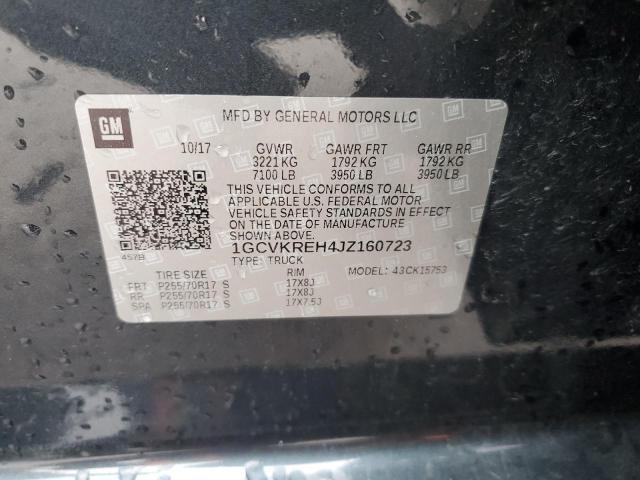 MFD BY GENERAL MOTORS LLC
GM
10/17 GVWR GAWR FRT GAWR RR
3221 KG 1792 KG 1792 KG
7100 LB 3950 LB 3950 LB
THIS VEHICLE CONFORMS TO ALL
APPLICABLE U.S. FEDERAL MOTOR
VEHICLE SAFETY STANDARDS IN EFFECT
ON THE DATE OF MANUFACTURE
SHOWN ABOVE.
1GCVKREH4JZ160723
457B TYPE: TRUCK
TIRE SIZE RIM MODEL: 43CK15753
FRT P255/70R17 S 17X8J
RR P255/70R17 S 17X8J
SPA P255/70R17 S 17X7.5J